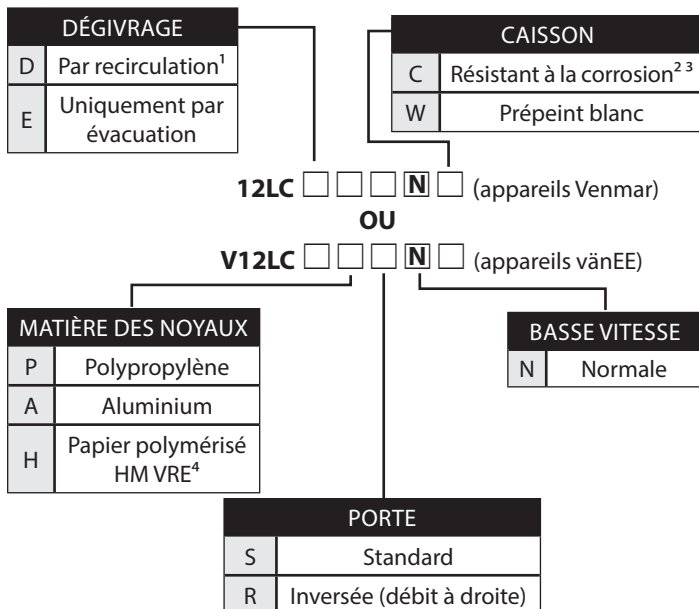 DÉGIVRAGE
D Par recirculation¹
E Uniquement par
évacuation
CAISSON
C Résistant à la corrosion² ³
W Prépeint blanc
12LC □ □ □ N □ (appareils Venmar)
OU
V12LC □ □ □ N □ (appareils vänEE)
MATIÈRE DES NOYAUX
P Polypropylène
A Aluminium
H Papier polymérisé
HM VRE⁴
BASSE VITESSE
N Normale
PORTE
S Standard
R Inversée (débit à droite)